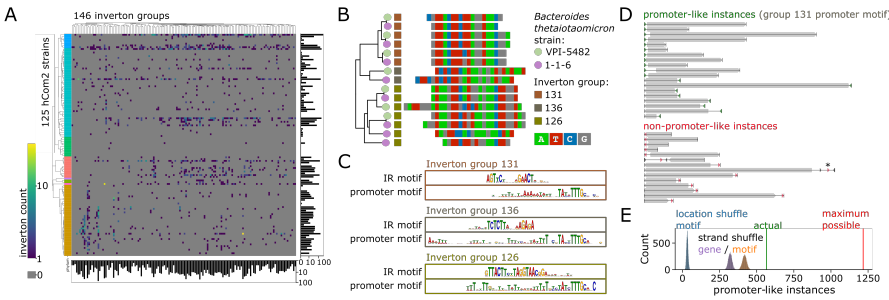 A
146 inverton groups
125 hCom2 strains
inverton count
10
1
0
phylum
0 10 100
10
100
B
Bacteroides
thetaiotaomicron
strain:
VPI-5482
1-1-6
Inverton group:
131
136
126
A T C G
C
Inverton group 131
IR motif
promoter motif
Inverton group 136
IR motif
promoter motif
Inverton group 126
IR motif
promoter motif
D
promoter-like instances (group 131 promoter motif)
non-promoter-like instances
*
E
location shuffle
motif
actual
maximum
possible
strand shuffle
gene / motif
Count
500
0
0 250 500 750 1000 1250
promoter-like instances